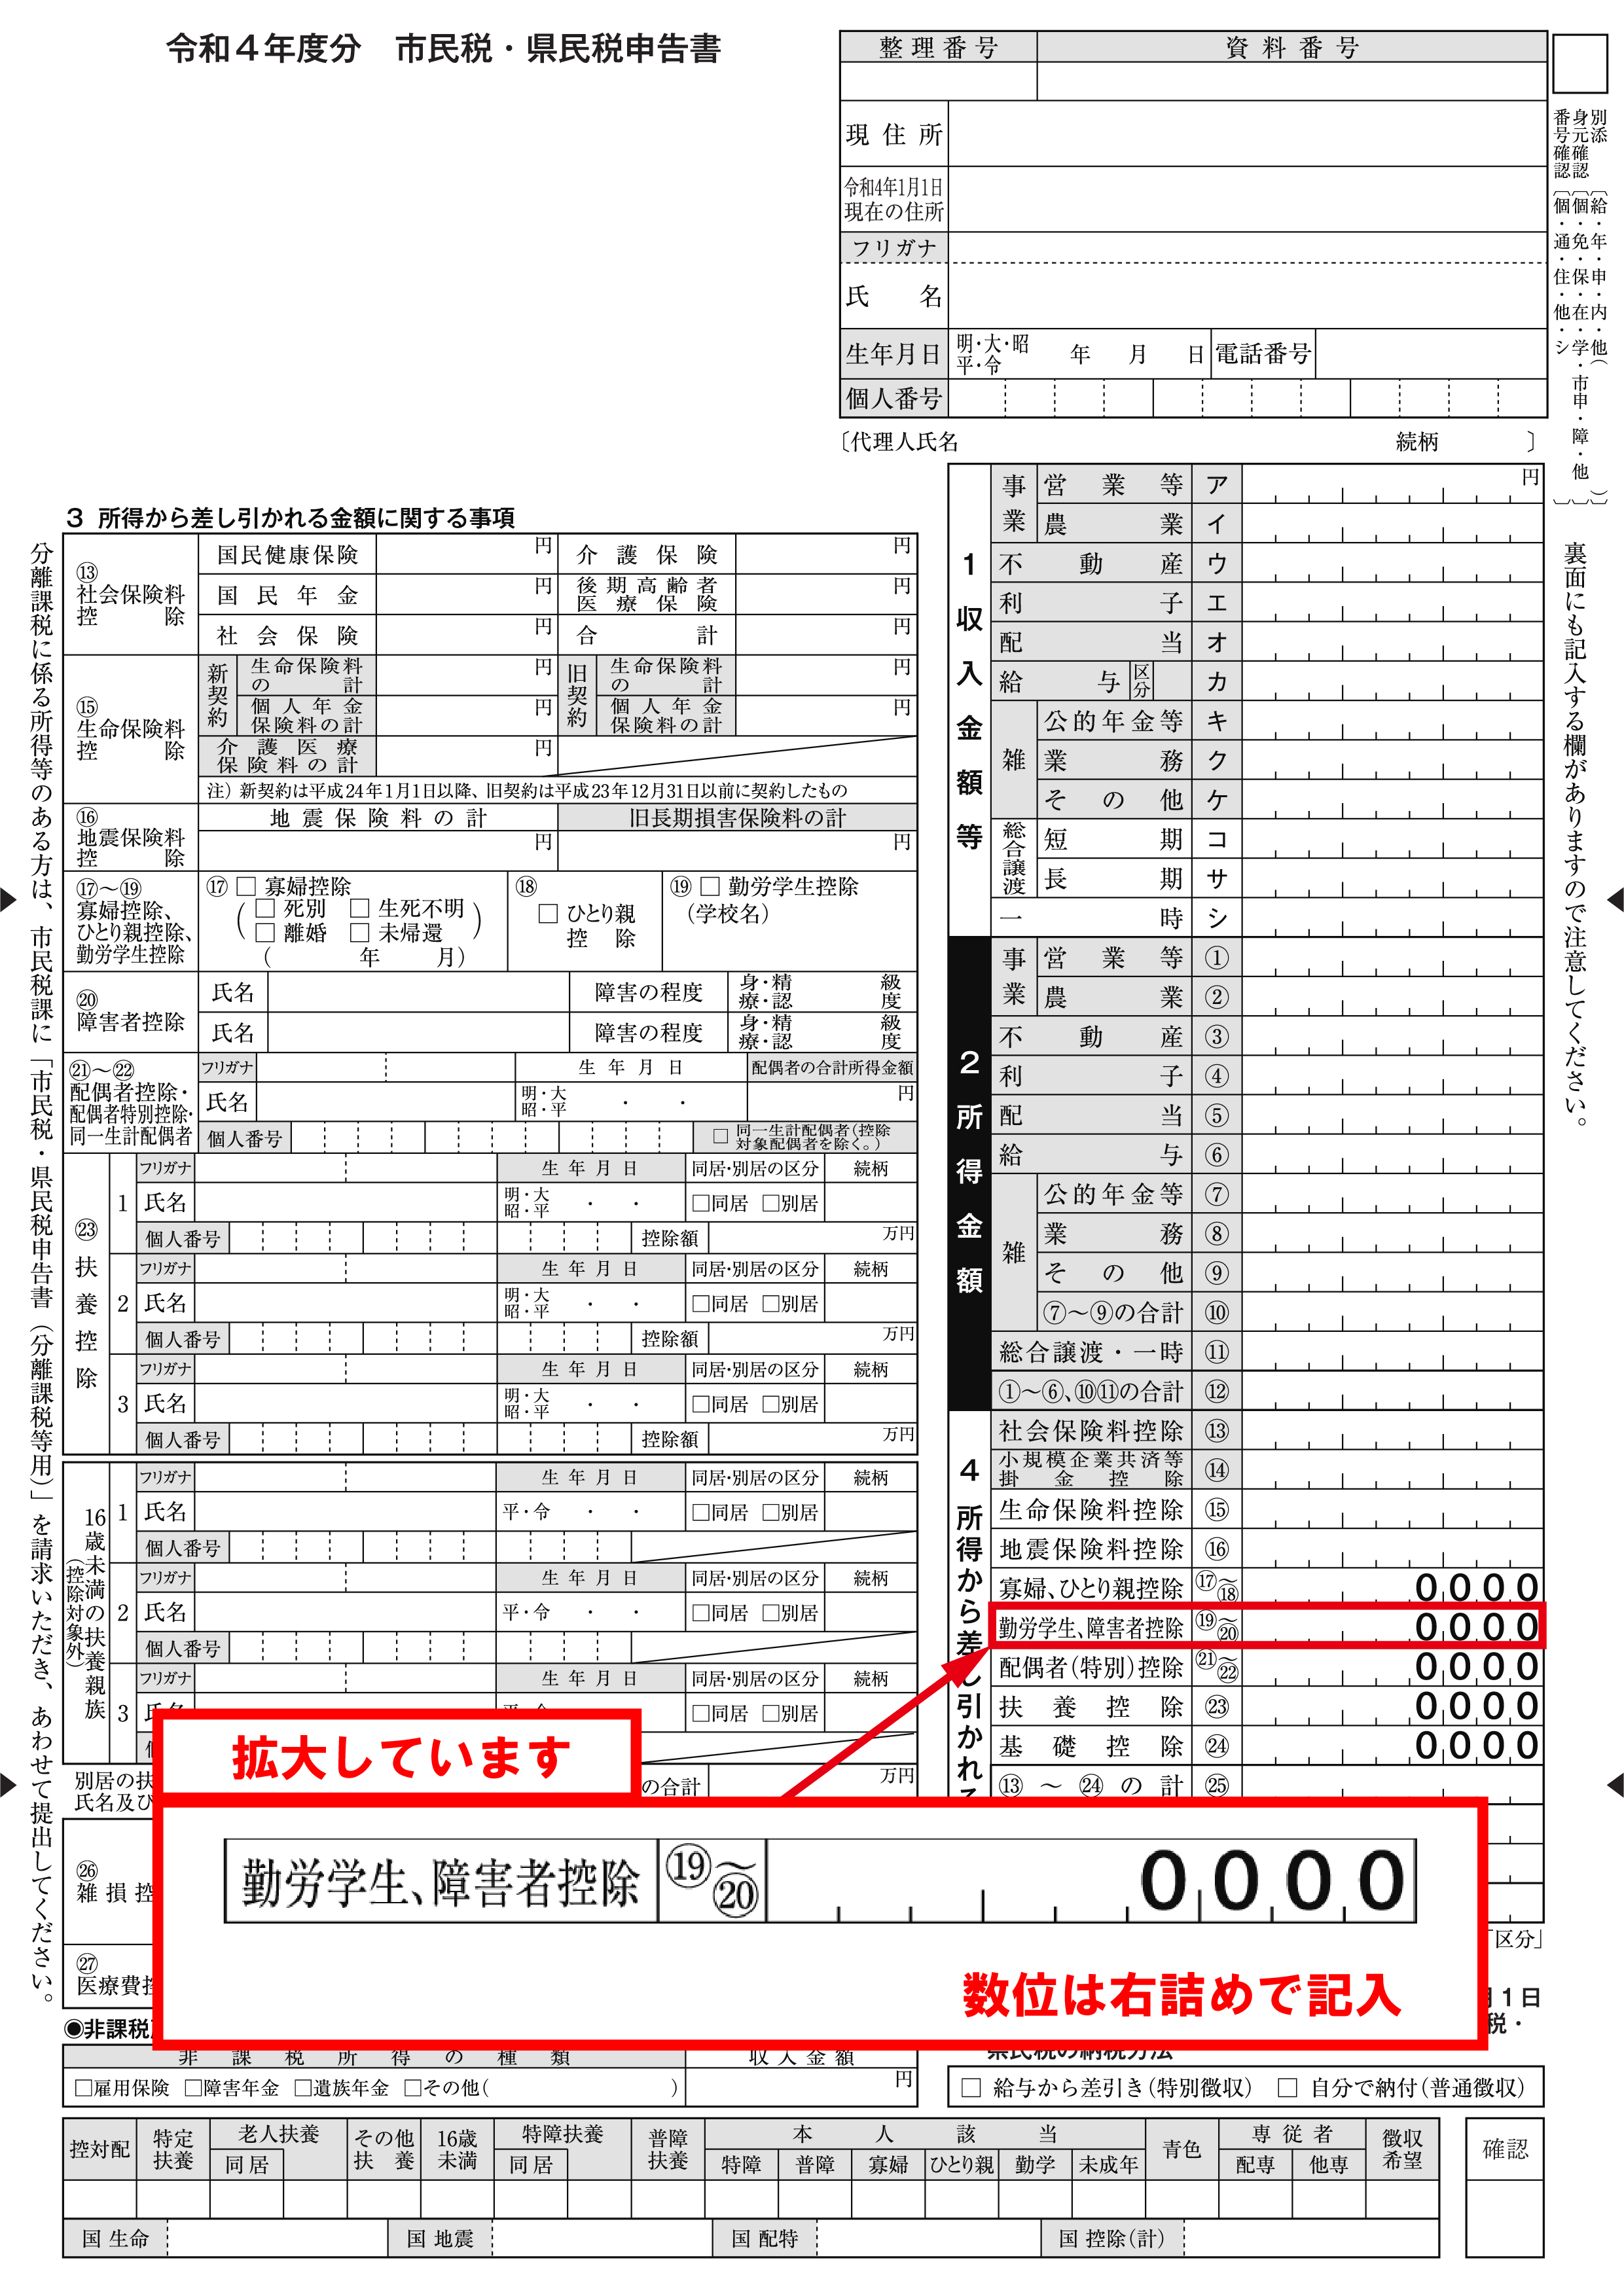 令和4年度分　市民税・県民税申告書
整理番号　資料番号
現住所
令和4年1月1日
現在の住所
フリガナ
氏　名
生年月日　明・大・昭
平・令　年　月　日　電話番号
個人番号
〔代理人氏名　続柄　〕
別添〔給・年・申・内・他（　）〕
身元確認〔個・免・保・在・学・市申・障・他〕
番号確認〔個・通・住・他・シ
裏面にも記入する欄がありますので注意してください。
分離課税に係る所得等のある方は、市民税課に「市民税・県民税申告書（分離課税等用）」を請求いただき、あわせて提出してください。
3 所得から差し引かれる金額に関する事項
⑬
社会保険料
控　除
国民健康保険　円　介護保険　円
国民年金　円　後期高齢者
医療保険　円
社会保険　円　合計　円
⑮
生命保険料
控　除
新契約　生命保険料
の計　円　旧契約　生命保険料
の計　円
個人年金
保険料の計　円　個人年金
保険料の計　円
介護医療
保険料の計　円
注）新契約は平成24年1月1日以降、旧契約は平成23年12月31日以前に契約したもの
⑯
地震保険料
控　除
地震保険料の計　旧長期損害保険料の計
円　円
⑰～⑲
寡婦控除、
ひとり親控除、
勤労学生控除
⑰ □ 寡婦控除
（□ 死別　□ 生死不明
□ 離婚　□ 未帰還）
（　年　月）
⑱
□ ひとり親
控　除
⑲ □ 勤労学生控除
（学校名）
⑳
障害者控除
氏名　障害の程度　身・精
療・認　級
度
氏名　障害の程度　身・精
療・認　級
度
㉑～㉒
配偶者控除・
配偶者特別控除・
同一生計配偶者
フリガナ　生年月日　配偶者の合計所得金額
氏名　明・大
昭・平　・　・　円
個人番号　□ 同一生計配偶者（控除
対象配偶者を除く。）
㉓
扶養控除
1　フリガナ　生年月日　同居・別居の区分　続柄
氏名　明・大
昭・平　・　・　□同居　□別居
個人番号　控除額　万円
2　フリガナ　生年月日　同居・別居の区分　続柄
氏名　明・大
昭・平　・　・　□同居　□別居
個人番号　控除額　万円
3　フリガナ　生年月日　同居・別居の区分　続柄
氏名　明・大
昭・平　・　・　□同居　□別居
個人番号　控除額　万円
16歳未満の扶養親族
（控除対象外）
1　フリガナ　生年月日　同居・別居の区分　続柄
氏名　平・令　・　・　□同居　□別居
個人番号
2　フリガナ　生年月日　同居・別居の区分　続柄
氏名　平・令　・　・　□同居　□別居
個人番号
3　フリガナ　生年月日　同居・別居の区分　続柄
□同居　□別居
別居の扶
氏名及び
の合計　万円
㉖
雑損控
㉗
医療費控
1 収入金額等
事業　営業等　ア　円
農業　イ
不動産　ウ
利子　エ
配当　オ
給与　区分　カ
雑　公的年金等　キ
業務　ク
その他　ケ
総合譲渡　短期　コ
長期　サ
一時　シ
2 所得金額
事業　営業等　①
農業　②
不動産　③
利子　④
配当　⑤
給与　⑥
雑　公的年金等　⑦
業務　⑧
その他　⑨
⑦～⑨の合計　⑩
総合譲渡・一時　⑪
①～⑥、⑩⑪の合計　⑫
4 所得から差し引かれ
社会保険料控除　⑬
小規模企業共済等
掛金控除　⑭
生命保険料控除　⑮
地震保険料控除　⑯
寡婦、ひとり親控除　⑰～⑱　0000
勤労学生、障害者控除　⑲～⑳　0000
配偶者（特別）控除　㉑～㉒　0000
扶養控除　㉓　0000
基礎控除　㉔　0000
⑬～㉔の計　㉕
拡大しています
勤労学生、障害者控除　⑲～⑳　0000
数位は右詰めで記入
「区分」
1日
税・
県民税の納税方法
□ 給与から差引き（特別徴収）　□ 自分で納付（普通徴収）
◉非課税
非課税所得の種類　収入金額
□雇用保険　□障害年金　□遺族年金　□その他（　）　円
控対配　特定
扶養　老人扶養　同居　その他
扶養　16歳
未満　特障扶養　同居　普障
扶養　本人該当　青色　専従者　徴収
希望　確認
特障　普障　寡婦　ひとり親　勤学　未成年　配専　他専
国 生命　国 地震　国 配特　国 控除（計）